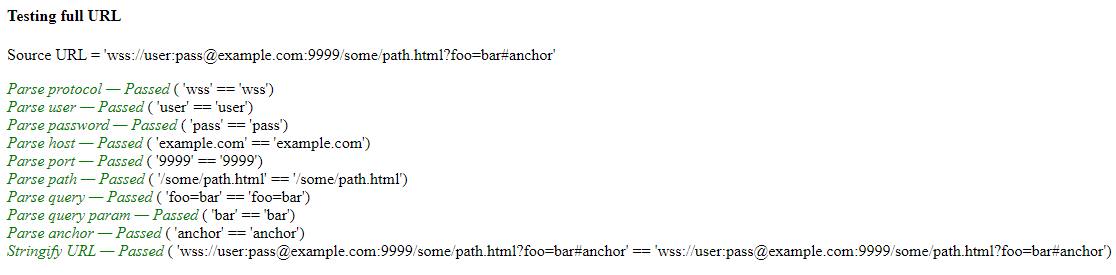 Testing full URL
Source URL = 'wss://user:pass@example.com:9999/some/path.html?foo=bar#anchor'
Parse protocol — Passed ( 'wss' == 'wss')
Parse user — Passed ( 'user' == 'user')
Parse password — Passed ( 'pass' == 'pass')
Parse host — Passed ( 'example.com' == 'example.com')
Parse port — Passed ( '9999' == '9999')
Parse path — Passed ( '/some/path.html' == '/some/path.html')
Parse query — Passed ( 'foo=bar' == 'foo=bar')
Parse query param — Passed ( 'bar' == 'bar')
Parse anchor — Passed ( 'anchor' == 'anchor')
Stringify URL — Passed ( 'wss://user:pass@example.com:9999/some/path.html?foo=bar#anchor' == 'wss://user:pass@example.com:9999/some/path.html?foo=bar#anchor')